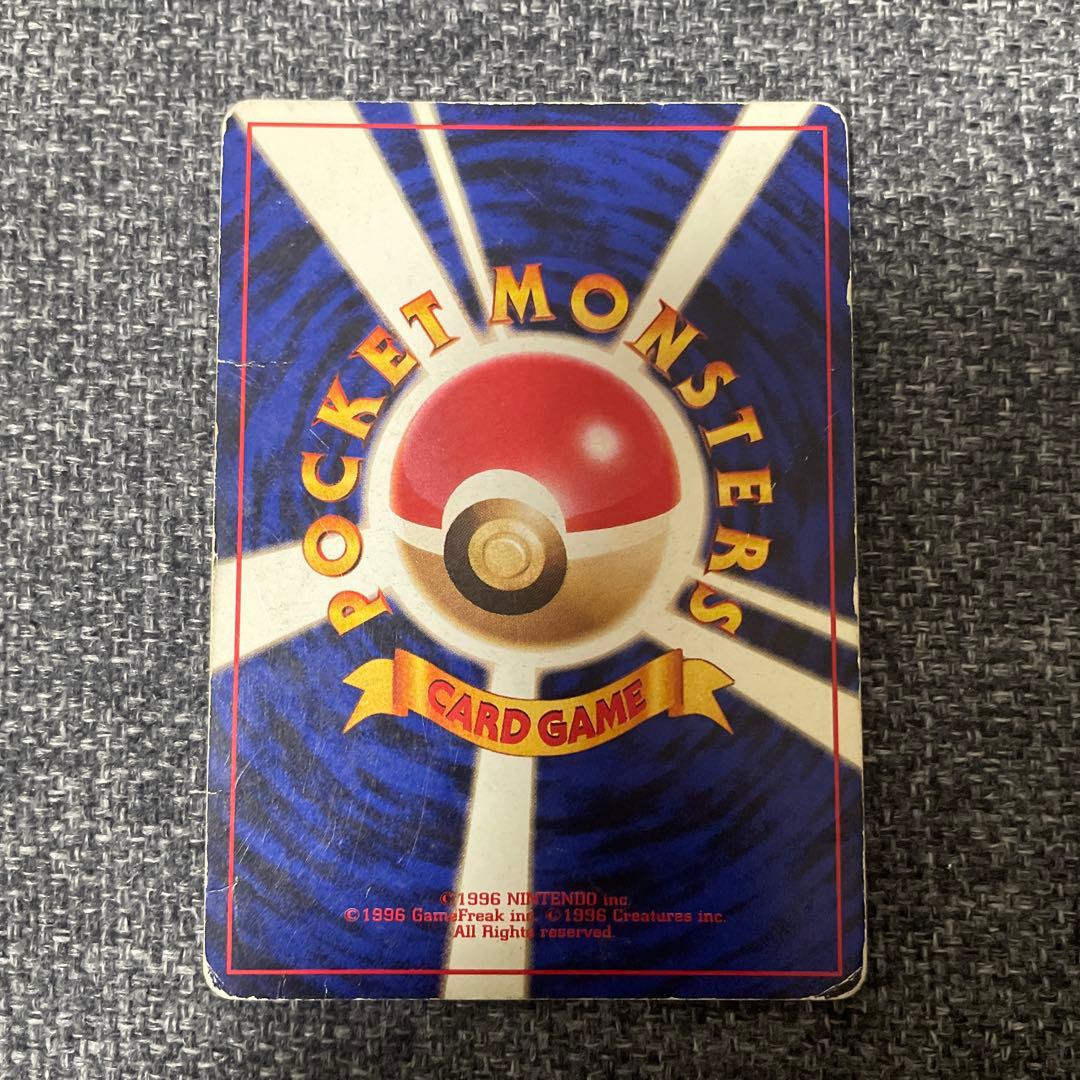 POCKET MONSTERS
CARD GAME
©1996 NINTENDO inc.
©1996 GameFreak inc. ©1996 Creatures inc.
All Rights reserved.